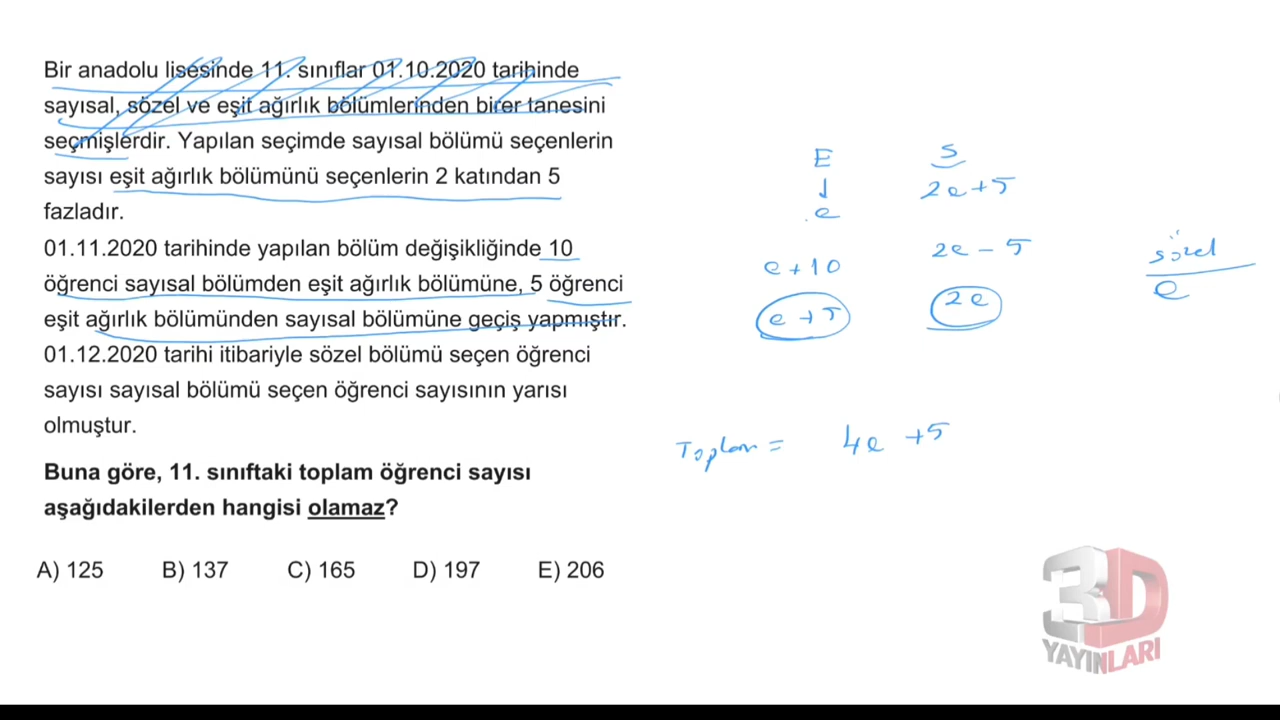 Bir anadolu lisesinde 11. sınıflar 01.10.2020 tarihinde
sayısal, sözel ve eşit ağırlık bölümlerinden birer tanesini
seçmişlerdir. Yapılan seçimde sayısal bölümü seçenlerin
sayısı eşit ağırlık bölümünü seçenlerin 2 katından 5
fazladır.
01.11.2020 tarihinde yapılan bölüm değişikliğinde 10
öğrenci sayısal bölümden eşit ağırlık bölümüne, 5 öğrenci
eşit ağırlık bölümünden sayısal bölümüne geçiş yapmıştır.
01.12.2020 tarihi itibariyle sözel bölümü seçen öğrenci
sayısı sayısal bölümü seçen öğrenci sayısının yarısı
olmuştur.
Buna göre, 11. sınıftaki toplam öğrenci sayısı
aşağıdakilerden hangisi olamaz?
A) 125 B) 137 C) 165 D) 197 E) 206
E S
e 2e+5
e+10 2e-5 sözel
e+5 2e e
Toplam = 4e +5
3D
YAYINLARI